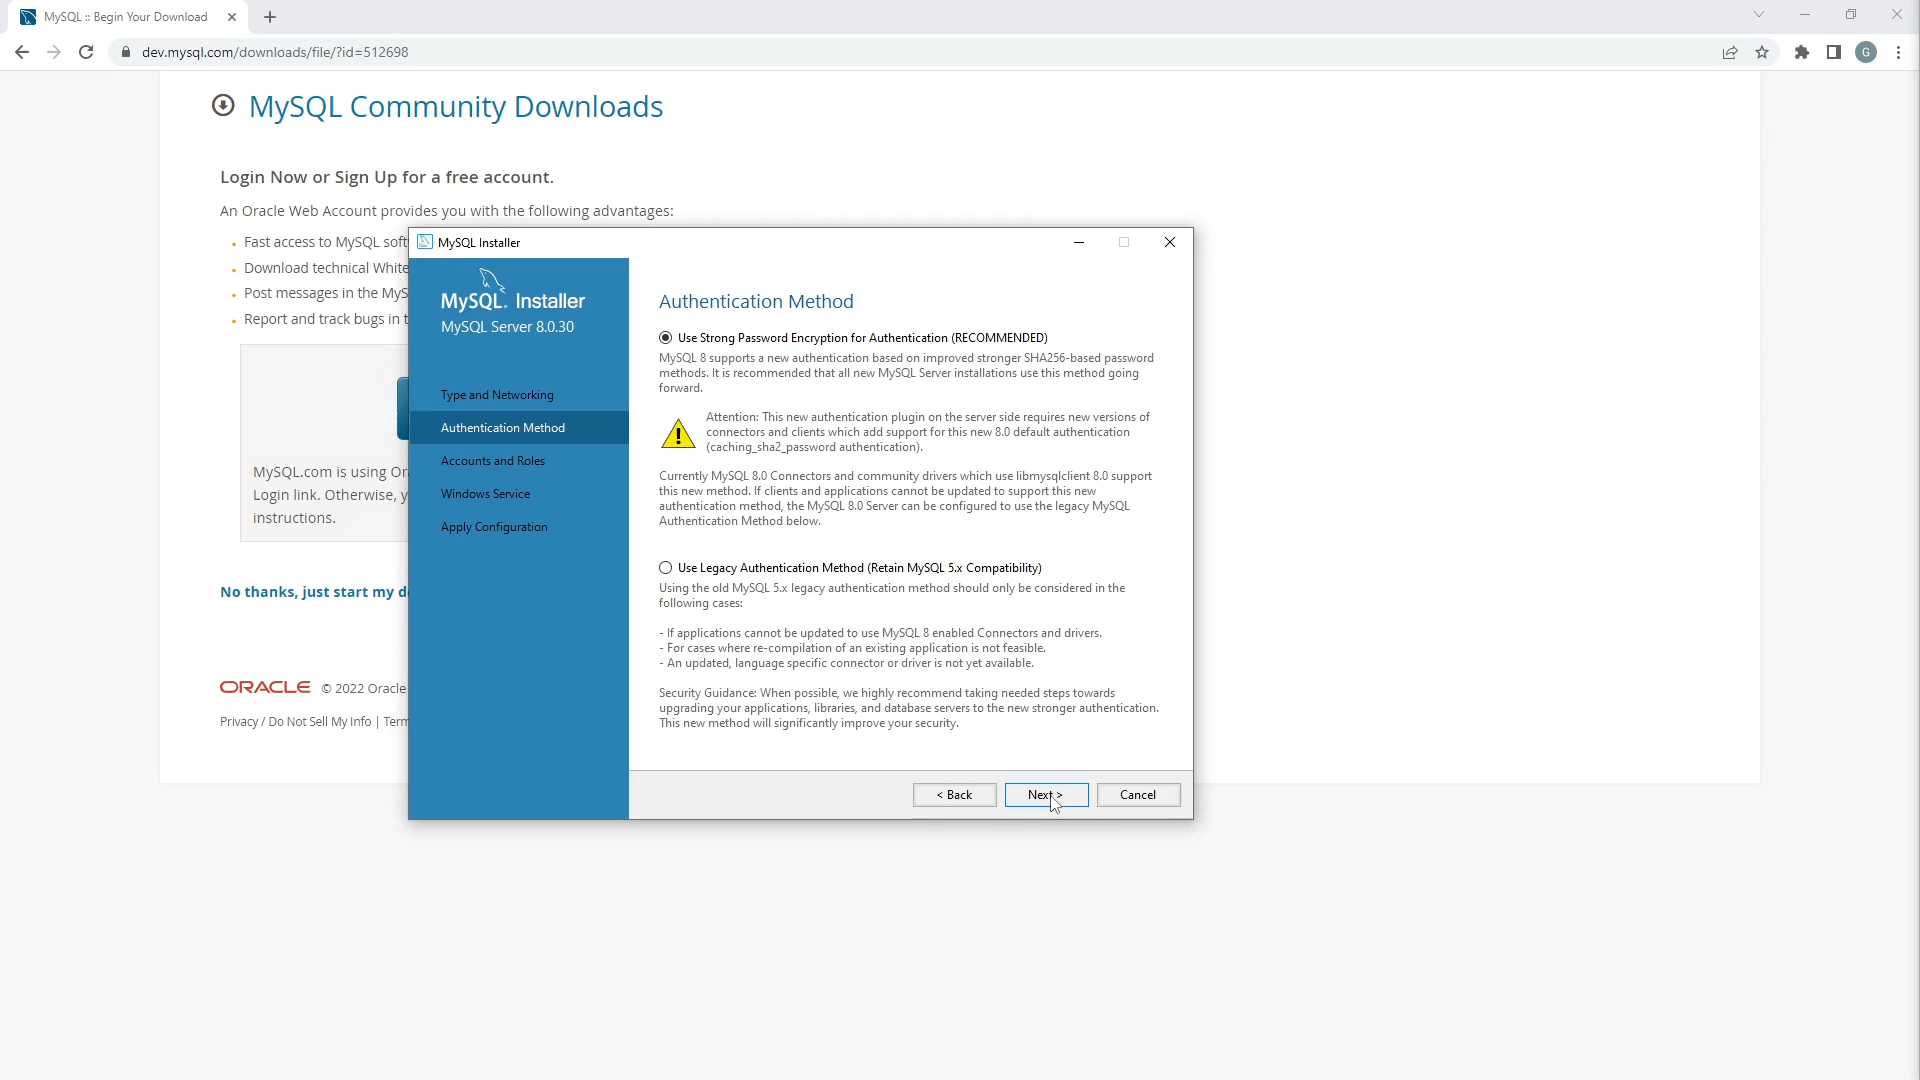 MySQL :: Begin Your Download
dev.mysql.com/downloads/file/?id=512698
G
MySQL Community Downloads
Login Now or Sign Up for a free account.
An Oracle Web Account provides you with the following advantages:
Fast access to MySQL soft
Download technical White
Post messages in the MyS
Report and track bugs in t
MySQL.com is using Or
Login link. Otherwise, y
instructions.
No thanks, just start my d
ORACLE © 2022 Oracle
Privacy / Do Not Sell My Info | Term
MySQL Installer
MySQL. Installer
MySQL Server 8.0.30
Type and Networking
Authentication Method
Accounts and Roles
Windows Service
Apply Configuration
Authentication Method
Use Strong Password Encryption for Authentication (RECOMMENDED)
MySQL 8 supports a new authentication based on improved stronger SHA256-based password
methods. It is recommended that all new MySQL Server installations use this method going
forward.
Attention: This new authentication plugin on the server side requires new versions of
connectors and clients which add support for this new 8.0 default authentication
(caching_sha2_password authentication).
Currently MySQL 8.0 Connectors and community drivers which use libmysqlclient 8.0 support
this new method. If clients and applications cannot be updated to support this new
authentication method, the MySQL 8.0 Server can be configured to use the legacy MySQL
Authentication Method below.
Use Legacy Authentication Method (Retain MySQL 5.x Compatibility)
Using the old MySQL 5.x legacy authentication method should only be considered in the
following cases:
- If applications cannot be updated to use MySQL 8 enabled Connectors and drivers.
- For cases where re-compilation of an existing application is not feasible.
- An updated, language specific connector or driver is not yet available.
Security Guidance: When possible, we highly recommend taking needed steps towards
upgrading your applications, libraries, and database servers to the new stronger authentication.
This new method will significantly improve your security.
< Back
Next >
Cancel